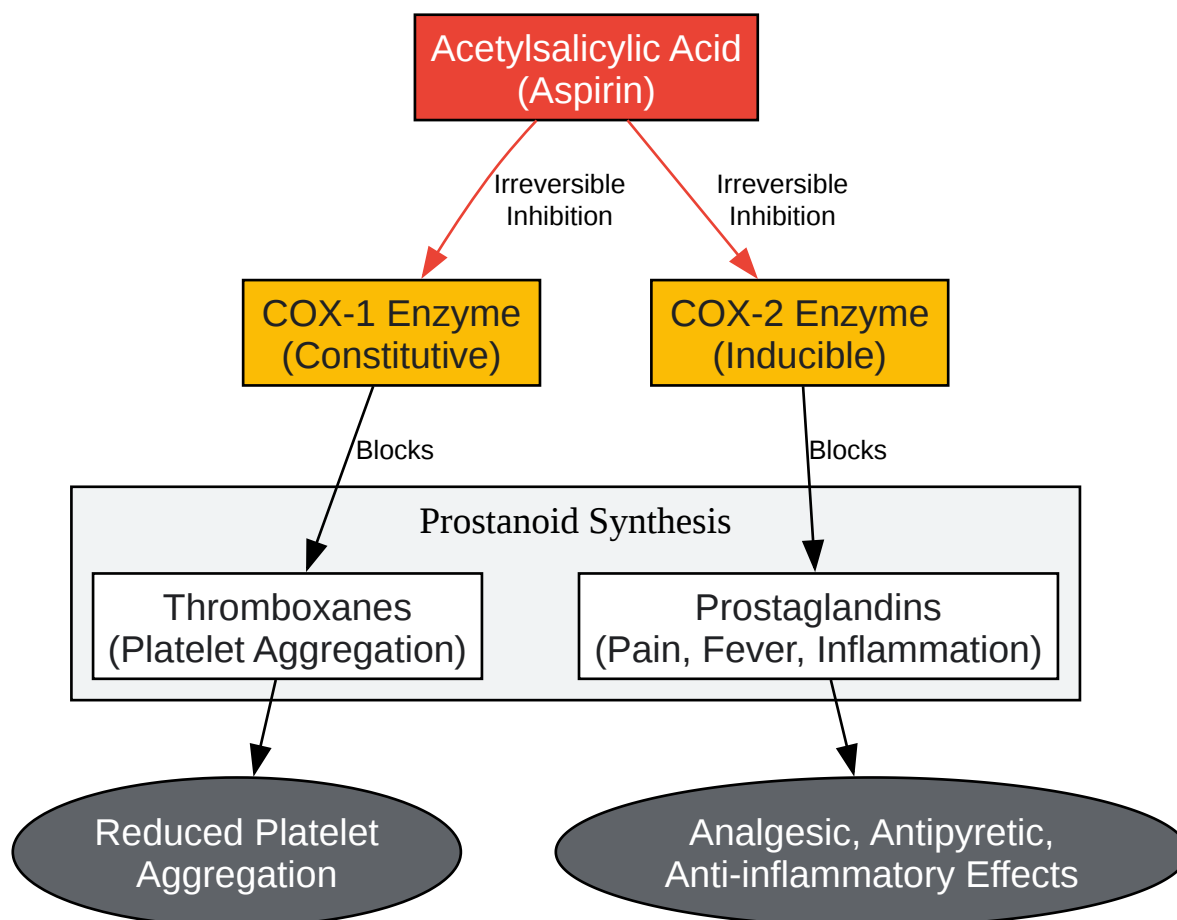 Acetylsalicylic Acid
(Aspirin)
Irreversible
Inhibition
Irreversible
Inhibition
COX-1 Enzyme
(Constitutive)
COX-2 Enzyme
(Inducible)
Blocks
Blocks
Prostanoid Synthesis
Thromboxanes
(Platelet Aggregation)
Prostaglandins
(Pain, Fever, Inflammation)
Reduced Platelet
Aggregation
Analgesic, Antipyretic,
Anti-inflammatory Effects